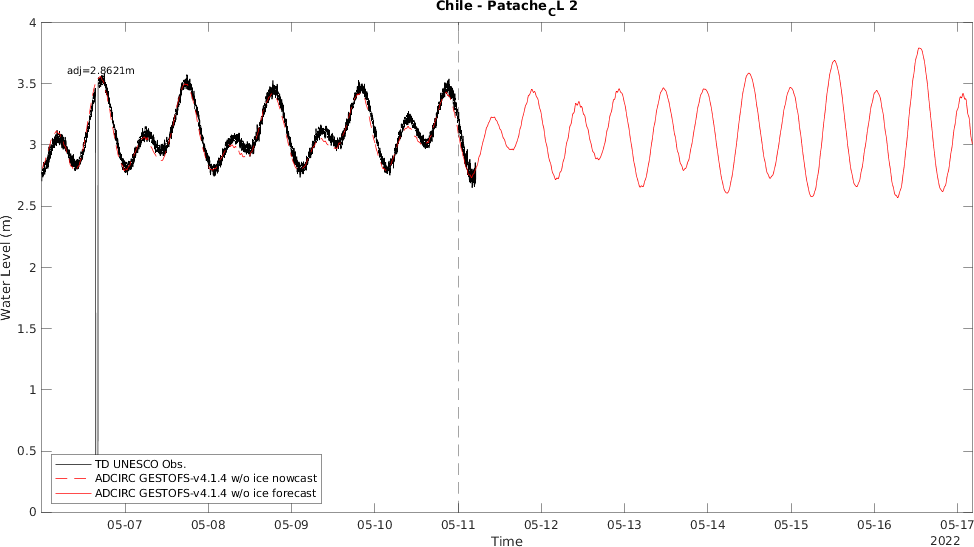 Chile - Patache_CL 2
adj=2.8621m
4
3.5
3
2.5
2
1.5
1
0.5
0
Water Level (m)
TD UNESCO Obs.
ADCIRC GESTOFS-v4.1.4 w/o ice nowcast
ADCIRC GESTOFS-v4.1.4 w/o ice forecast
05-07 05-08 05-09 05-10 05-11 05-12 05-13 05-14 05-15 05-16 05-17
Time
2022